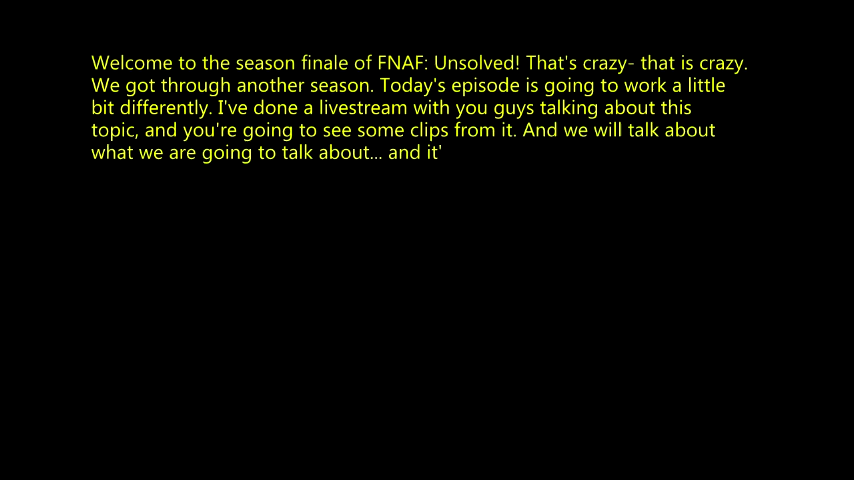 Welcome to the season finale of FNAF: Unsolved! That's crazy- that is crazy.
We got through another season. Today's episode is going to work a little
bit differently. I've done a livestream with you guys talking about this
topic, and you're going to see some clips from it. And we will talk about
what we are going to talk about... and it'